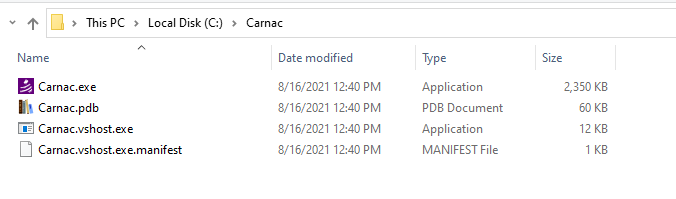 This PC > Local Disk (C:) > Carnac
Name Date modified Type Size
Carnac.exe 8/16/2021 12:40 PM Application 2,350 KB
Carnac.pdb 8/16/2021 12:40 PM PDB Document 60 KB
Carnac.vshost.exe 8/16/2021 12:40 PM Application 12 KB
Carnac.vshost.exe.manifest 8/16/2021 12:40 PM MANIFEST File 1 KB